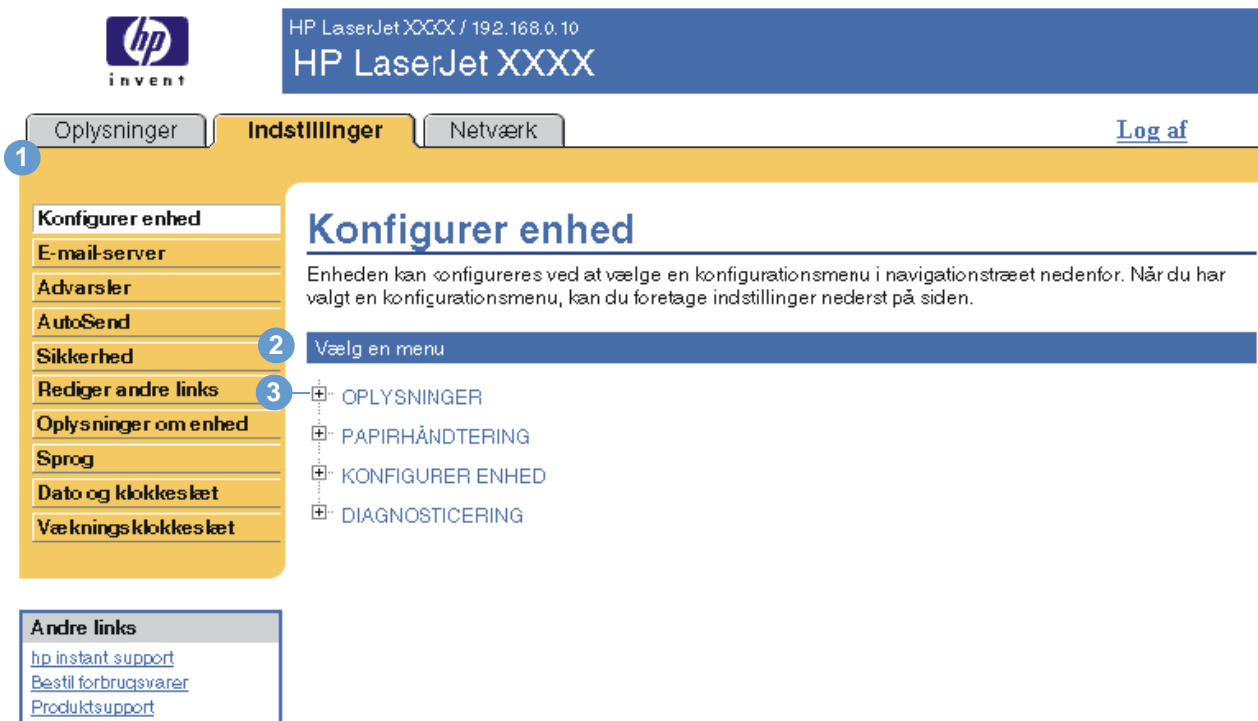 hp
invent
HP LaserJet XXXX / 192.168.0.10
HP LaserJet XXXX
Oplysninger
Indstillinger
Netværk
Log af
1
Konfigurer enhed
E-mail-server
Advarsler
AutoSend
Sikkerhed
Rediger andre links
Oplysninger om enhed
Sprog
Dato og klokkeslæt
Vækningsklokkeslæt
Konfigurer enhed
Enheden kan konfigureres ved at vælge en konfigurationsmenu i navigationstræet nedenfor. Når du har
valgt en konfigurationsmenu, kan du foretage indstillinger nederst på siden.
2
Vælg en menu
3
OPLYSNINGER
PAPIRHÅNDTERING
KONFIGURER ENHED
DIAGNOSTICERING
Andre links
hp instant support
Bestil forbrugsvarer
Produktsupport